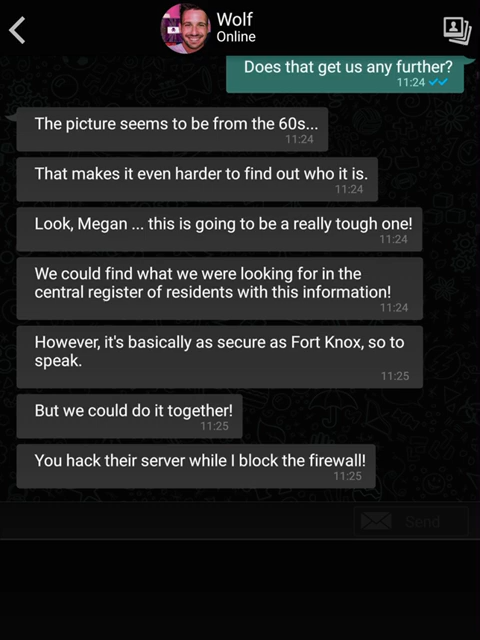 Wolf
Online
Does that get us any further?
11:24
The picture seems to be from the 60s...
11:24
That makes it even harder to find out who it is.
11:24
Look, Megan ... this is going to be a really tough one!
11:24
We could find what we were looking for in the
central register of residents with this information!
11:24
However, it's basically as secure as Fort Knox, so to
speak.
11:25
But we could do it together!
11:25
You hack their server while I block the firewall!
11:25
Send